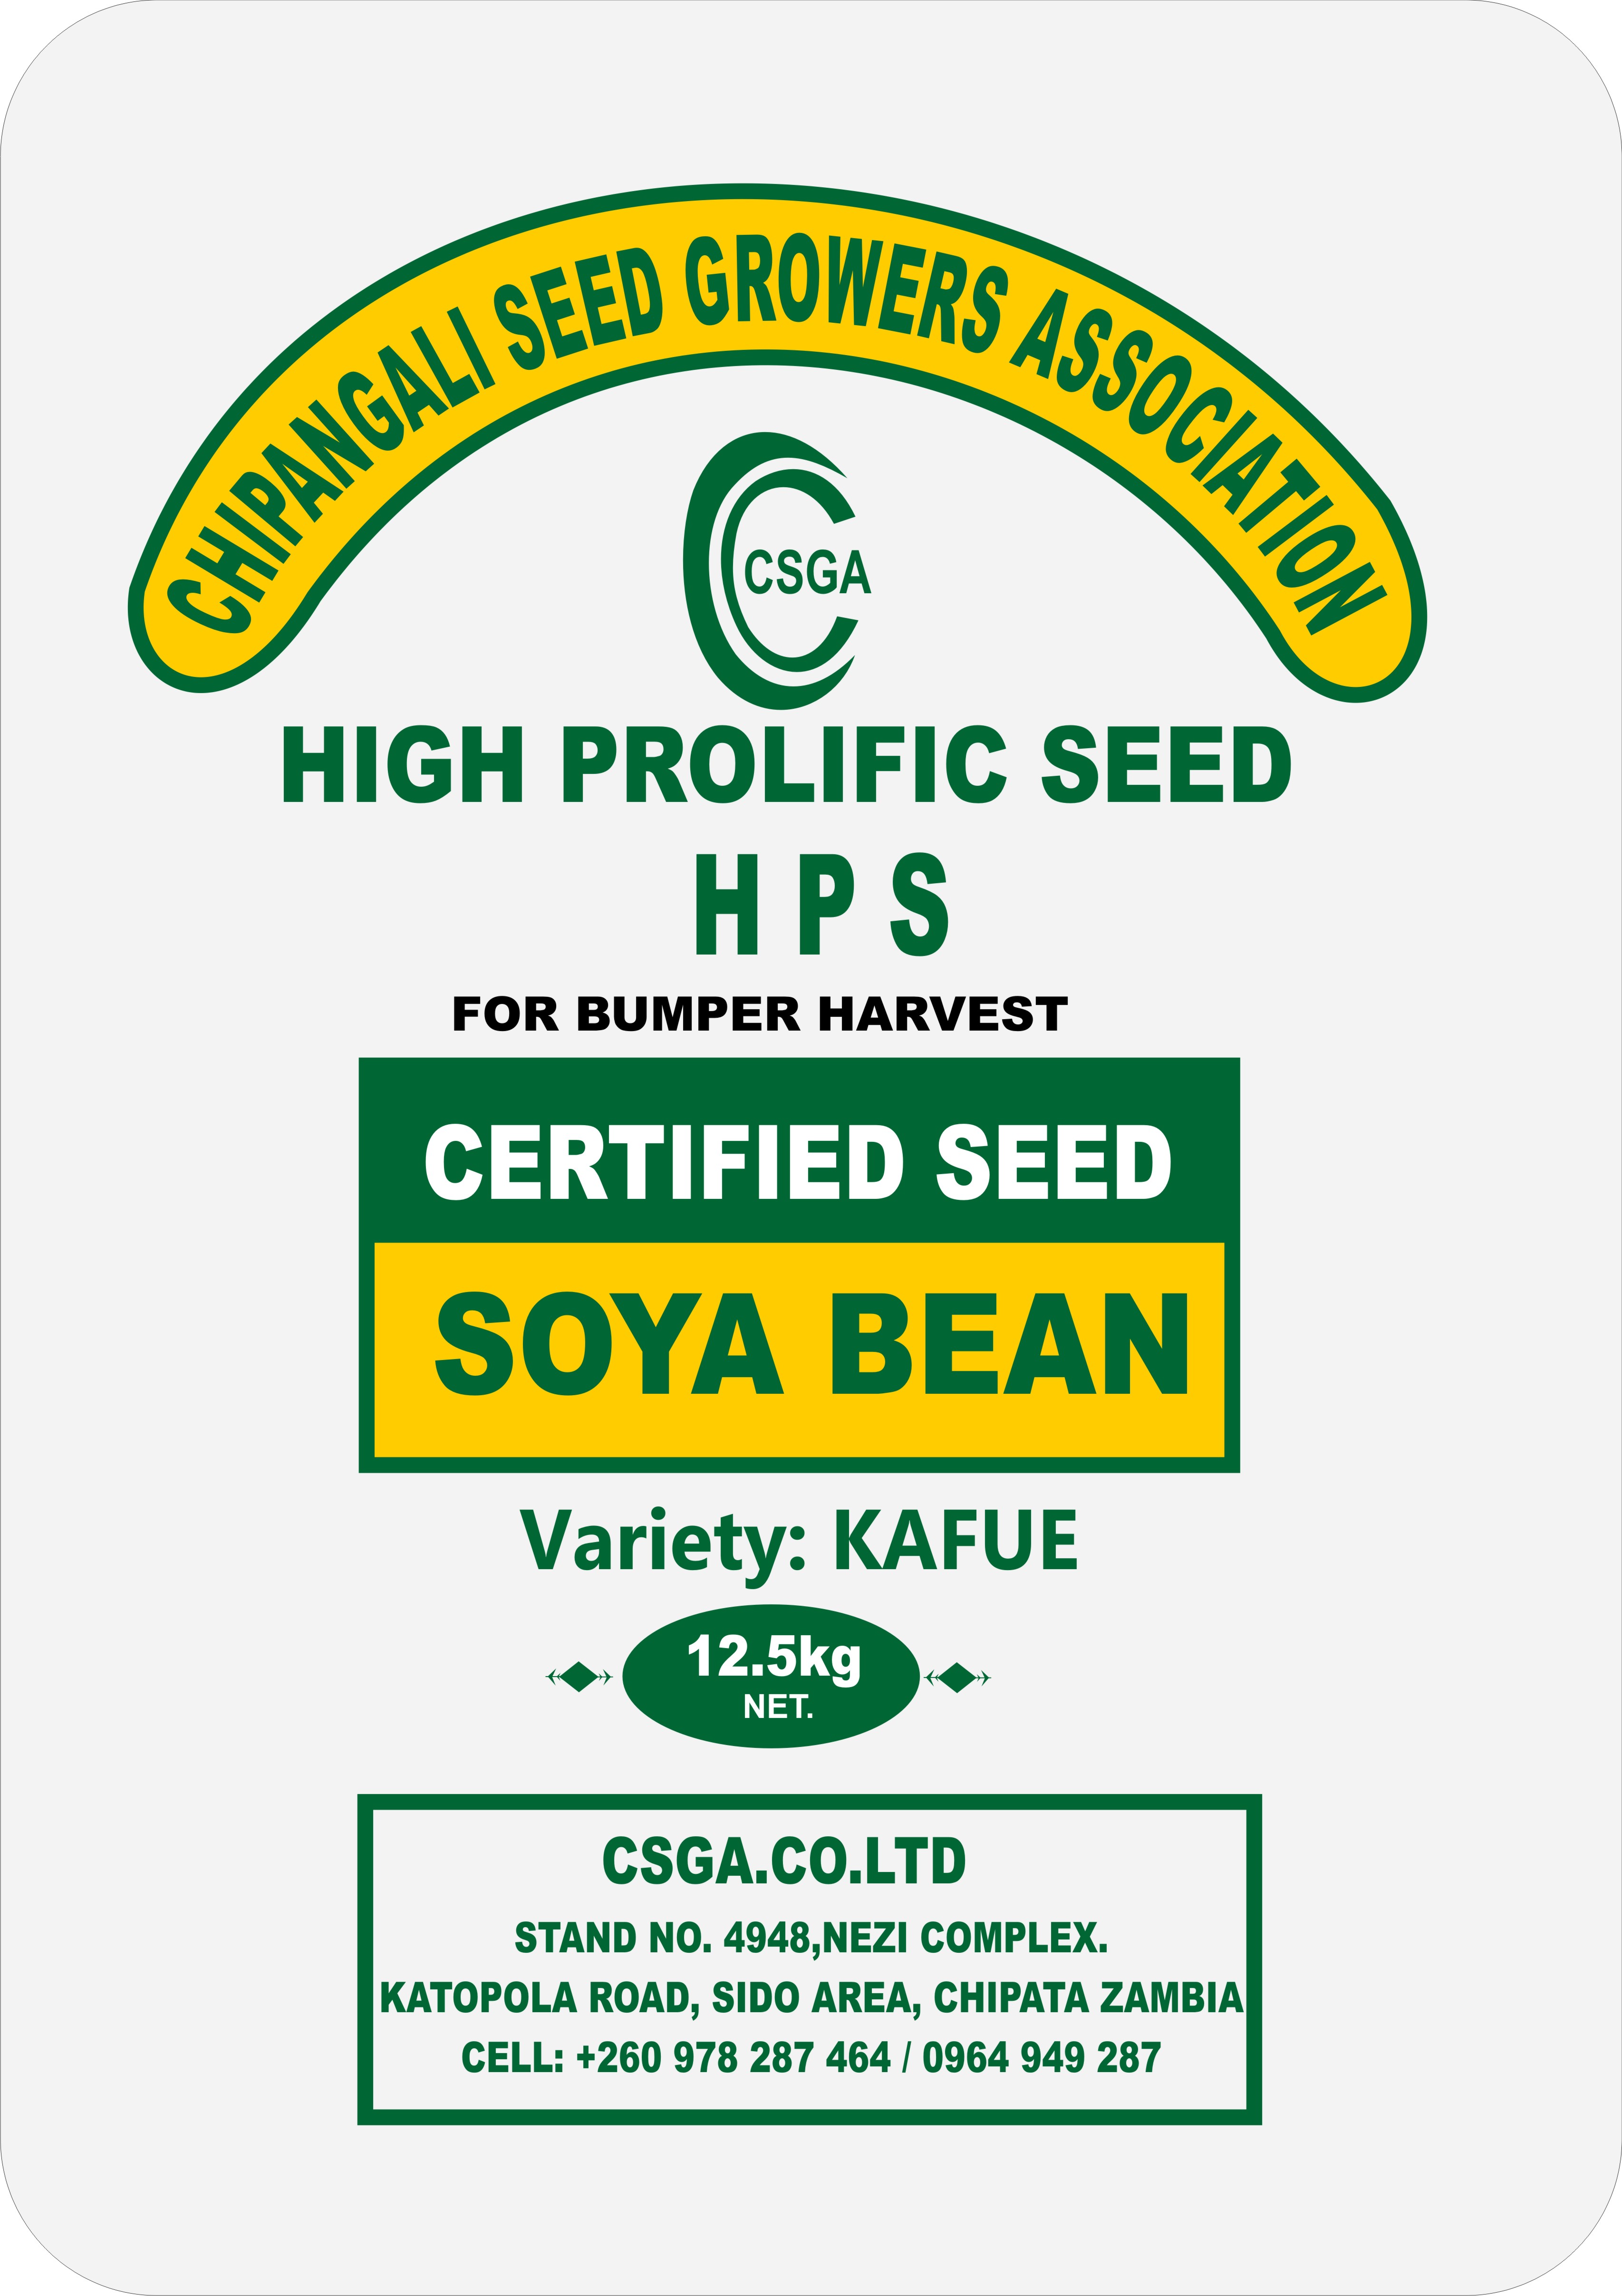 CHIPANGALI SEED GROWERS ASSOCIATION
CSGA
HIGH PROLIFIC SEED
H P S
FOR BUMPER HARVEST
CERTIFIED SEED
SOYA BEAN
Variety: KAFUE
12.5kg
NET.
CSGA.CO.LTD
STAND NO. 4948,NEZI COMPLEX.
KATOPOLA ROAD, SIDO AREA, CHIPATA ZAMBIA
CELL: +260 978 287 464 / 0964 949 287